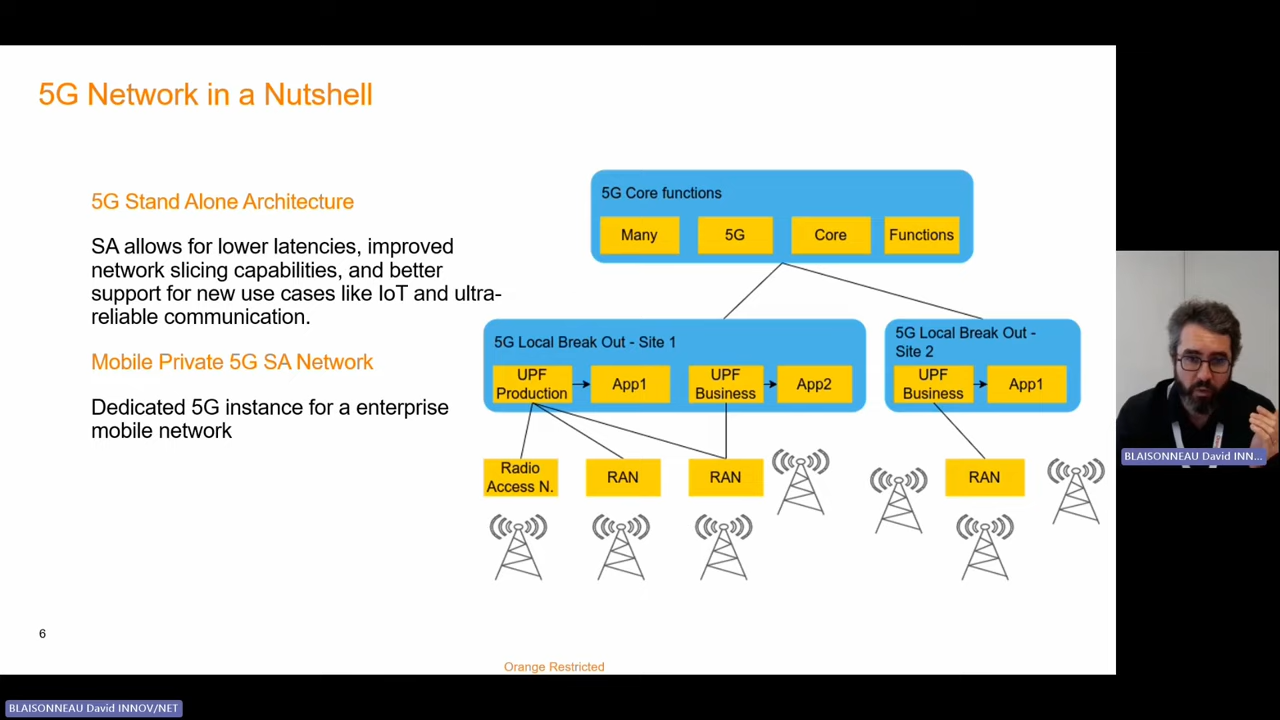 5G Network in a Nutshell
5G Stand Alone Architecture
SA allows for lower latencies, improved
network slicing capabilities, and better
support for new use cases like IoT and ultra-
reliable communication.
Mobile Private 5G SA Network
Dedicated 5G instance for a enterprise
mobile network
5G Core functions
Many
5G
Core
Functions
5G Local Break Out - Site 1
UPF
Production
App1
UPF
Business
App2
5G Local Break Out -
Site 2
UPF
Business
App1
Radio
Access N.
RAN
RAN
RAN
BLAISONNEAU David INN...
6
Orange Restricted
BLAISONNEAU David INNOV/NET